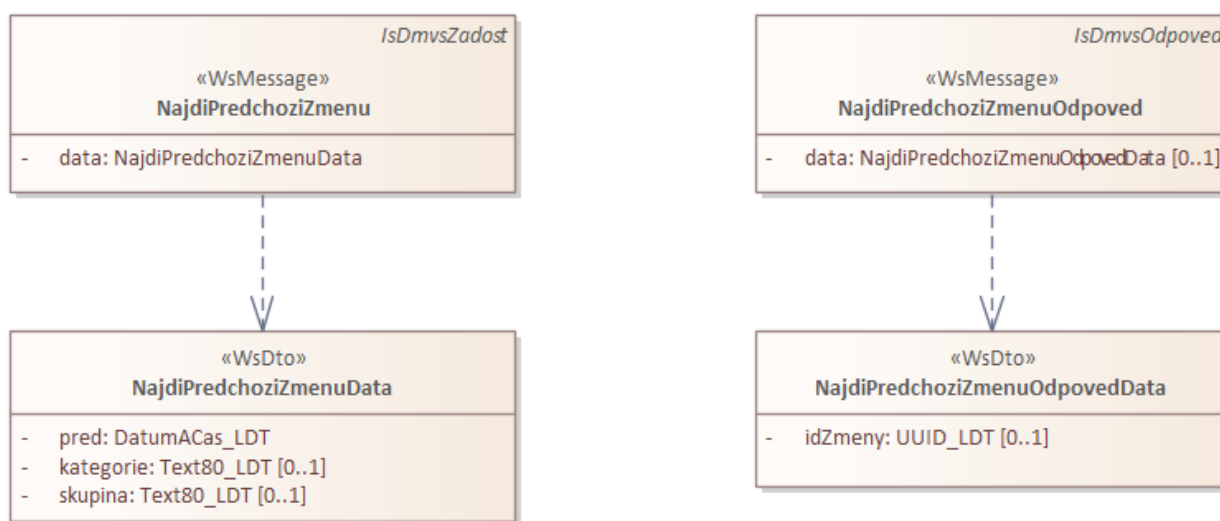 IsDmvsZadost
«WsMessage»
NajdiPredchoziZmenu
- data: NajdiPredchoziZmenuData
IsDmvsOdpoved
«WsMessage»
NajdiPredchoziZmenuOdpoved
- data: NajdiPredchoziZmenuOdpovedData [0..1]
«WsDto»
NajdiPredchoziZmenuData
- pred: DatumACas_LDT
- kategorie: Text80_LDT [0..1]
- skupina: Text80_LDT [0..1]
«WsDto»
NajdiPredchoziZmenuOdpovedData
- idZmeny: UUID_LDT [0..1]